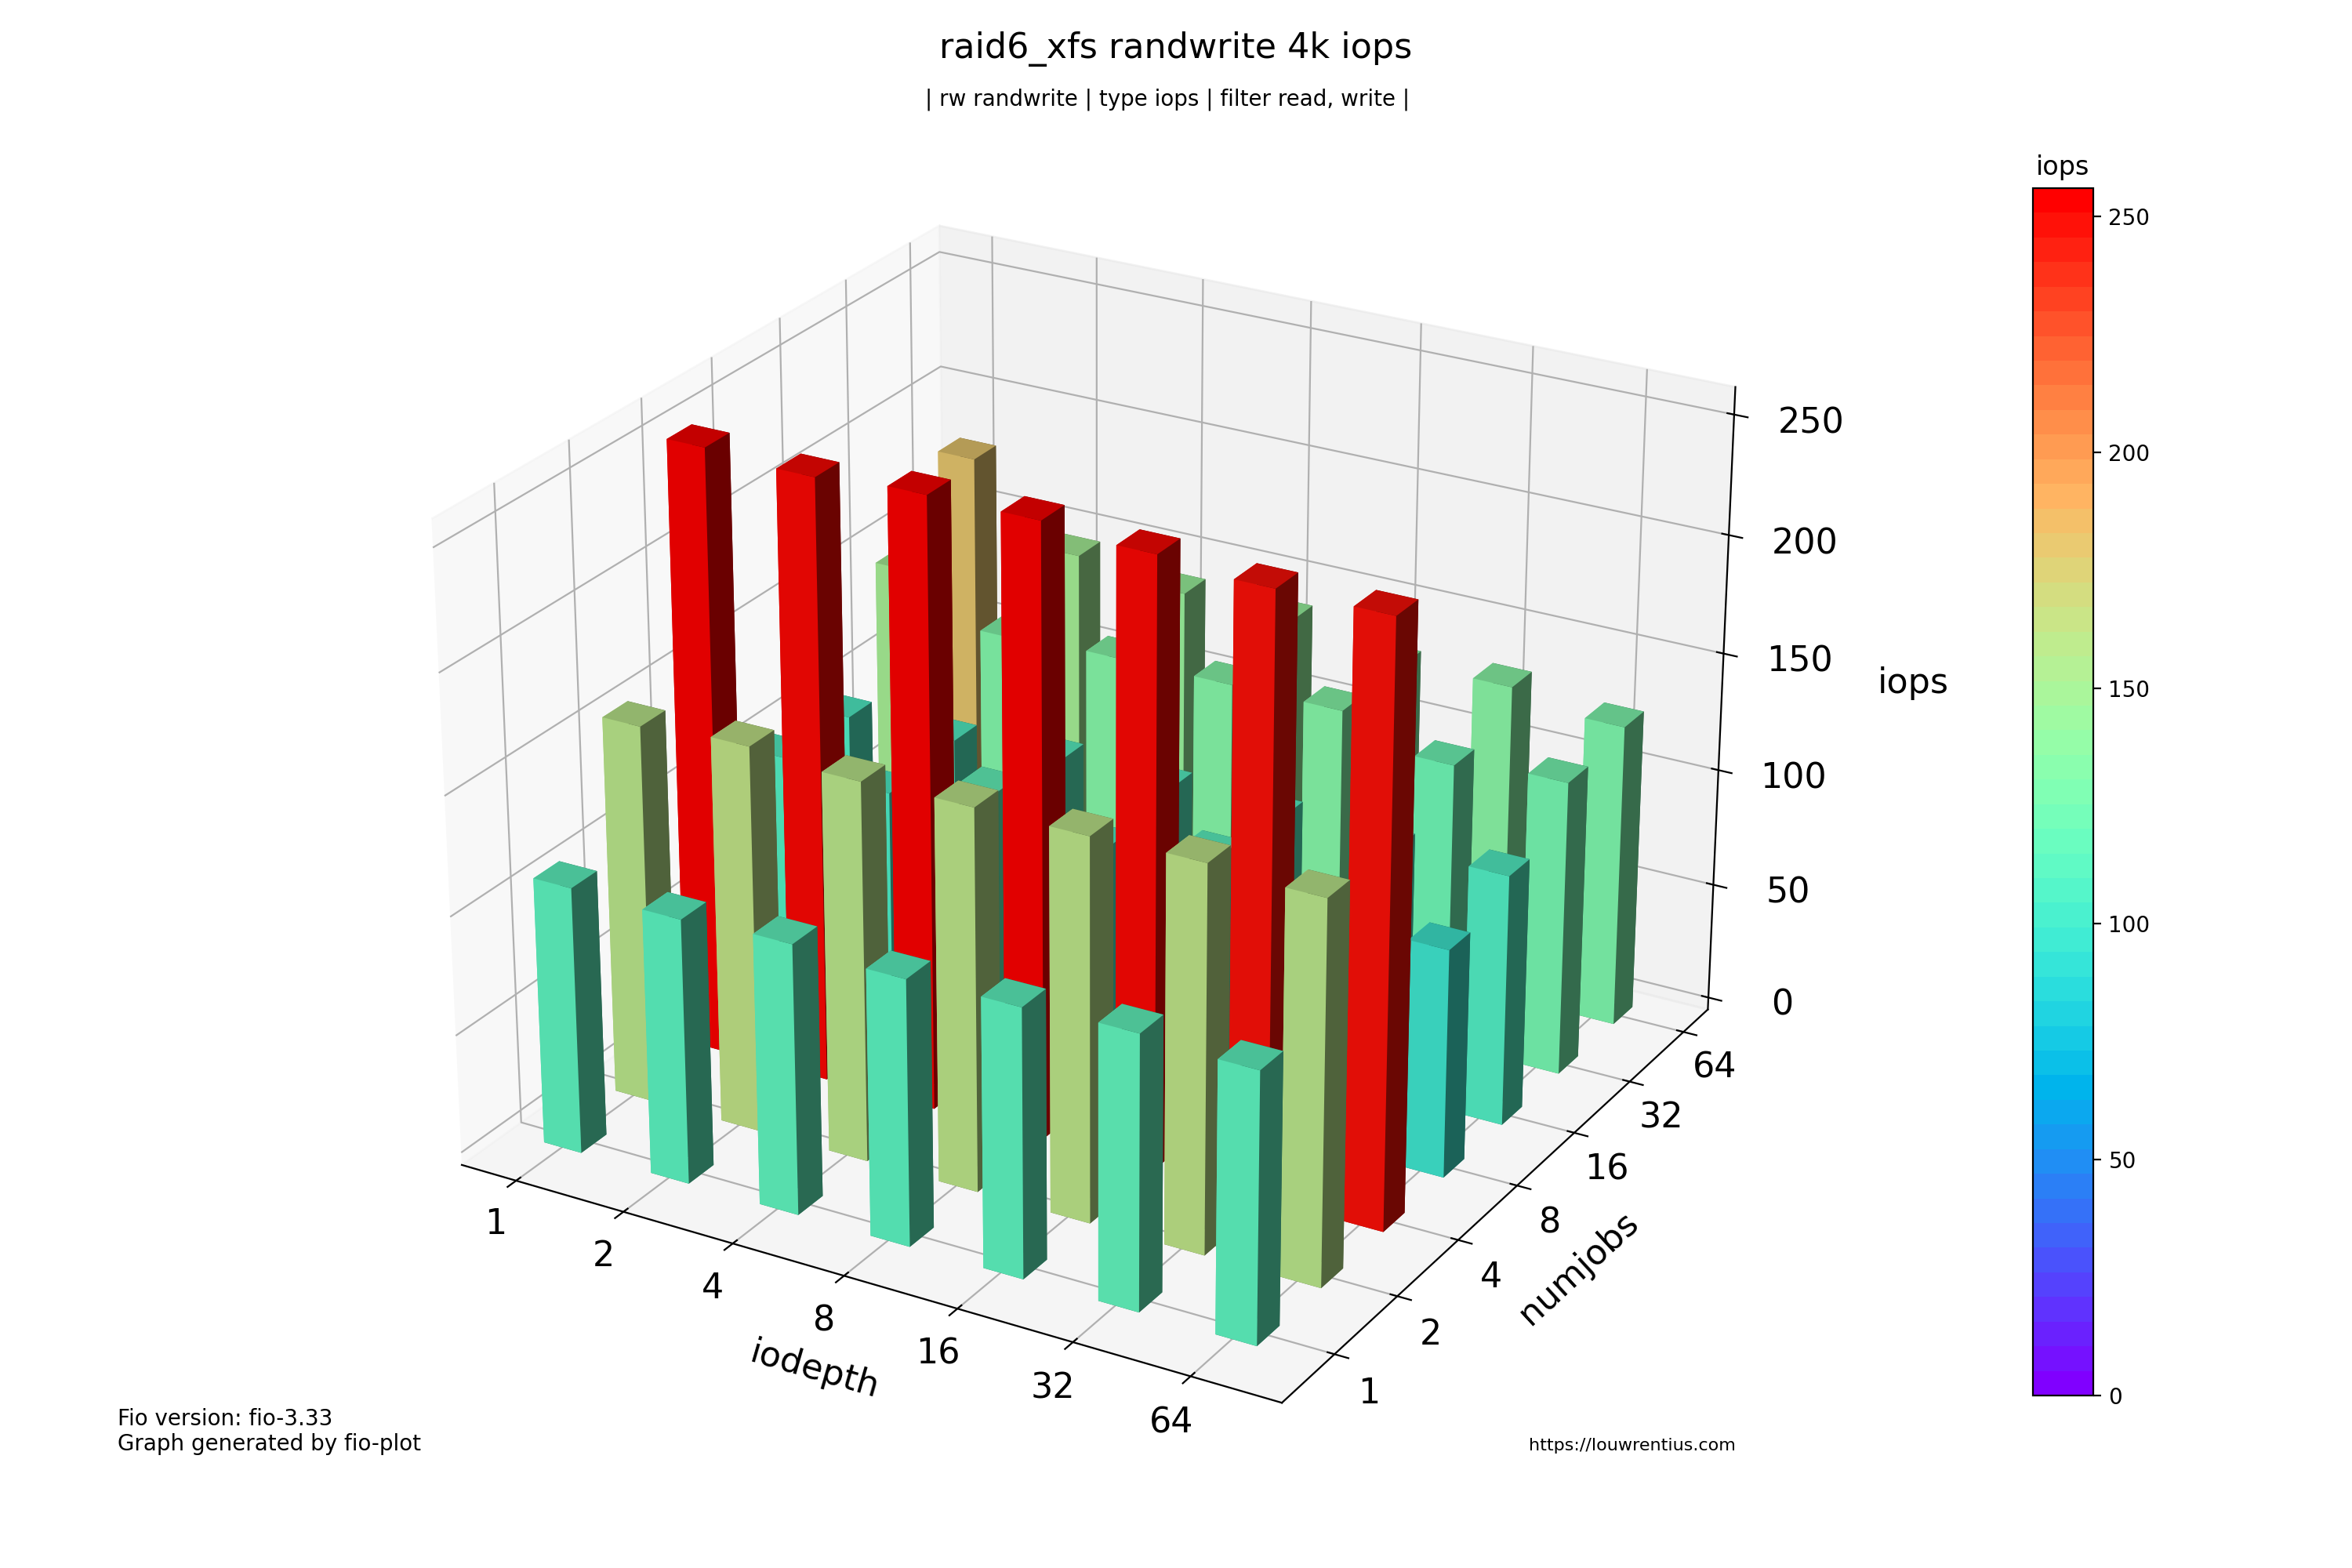 raid6_xfs randwrite 4k iops
| rw randwrite | type iops | filter read, write |
iops
250
200
150
100
50
0
250
200
150
100
50
0
iops
64
32
16
8
4
2
1
numjobs
1
2
4
8
16
32
64
iodepth
Fio version: fio-3.33
Graph generated by fio-plot
https://louwrentius.com